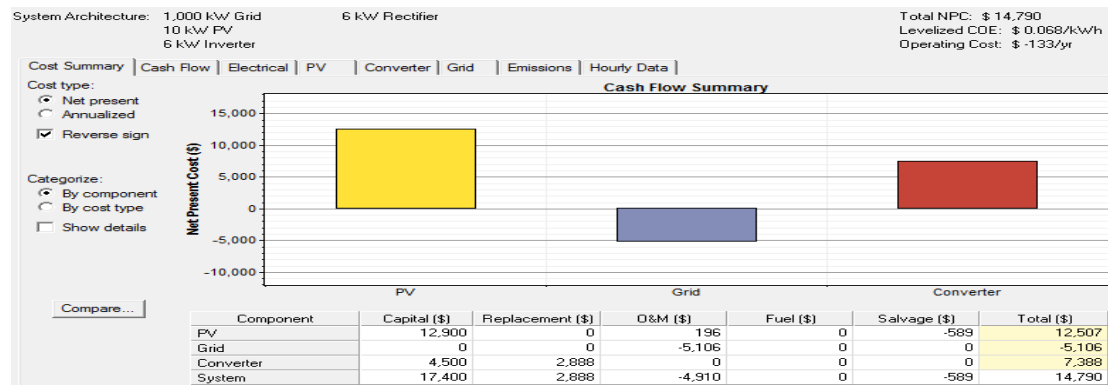 System Architecture: 1,000 kW Grid 6 kW Rectifier Total NPC: $ 14,790
10 kW PV Levelized COE: $ 0.068/kWh
6 kW Inverter Operating Cost: $ -133/yr
Cost Summary Cash Flow Electrical PV Converter Grid Emissions Hourly Data
Cost type:
Net present
Annualized
Reverse sign
Categorize:
By component
By cost type
Show details
Compare...
Cash Flow Summary
Net Present Cost ($)
15,000
10,000
5,000
0
-5,000
-10,000
PV Grid Converter
Component Capital ($) Replacement ($) O&M ($) Fuel ($) Salvage ($) Total ($)
PV 12,900 0 196 0 -589 12,507
Grid 0 0 -5,106 0 0 -5,106
Converter 4,500 2,888 0 0 0 7,388
System 17,400 2,888 -4,910 0 -589 14,790